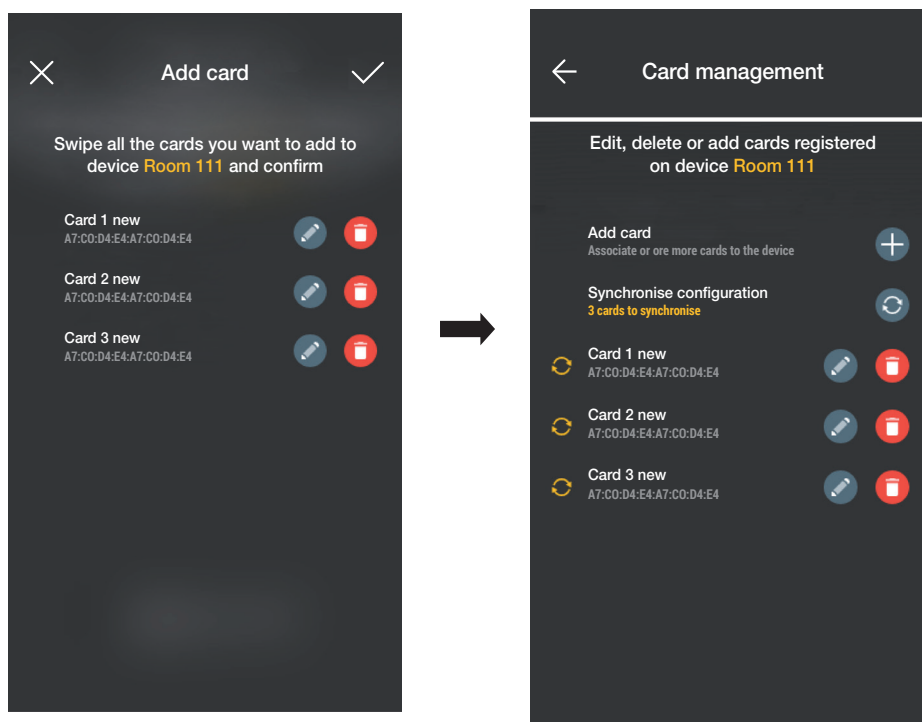 Add card
Swipe all the cards you want to add to
device Room 111 and confirm
Card 1 new
A7:C0:D4:E4:A7:C0:D4:E4
Card 2 new
A7:C0:D4:E4:A7:C0:D4:E4
Card 3 new
A7:C0:D4:E4:A7:C0:D4:E4
Card management
Edit, delete or add cards registered
on device Room 111
Add card
Associate or ore more cards to the device
Synchronise configuration
3 cards to synchronise
Card 1 new
A7:C0:D4:E4:A7:C0:D4:E4
Card 2 new
A7:C0:D4:E4:A7:C0:D4:E4
Card 3 new
A7:C0:D4:E4:A7:C0:D4:E4